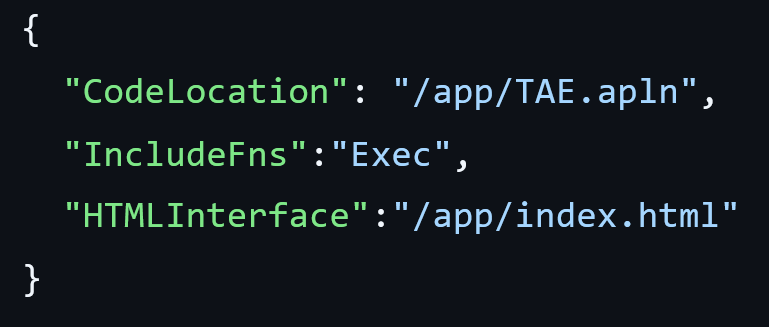 {
"CodeLocation": "/app/TAE.apln",
"IncludeFns":"Exec",
"HTMLInterface":"/app/index.html"
}